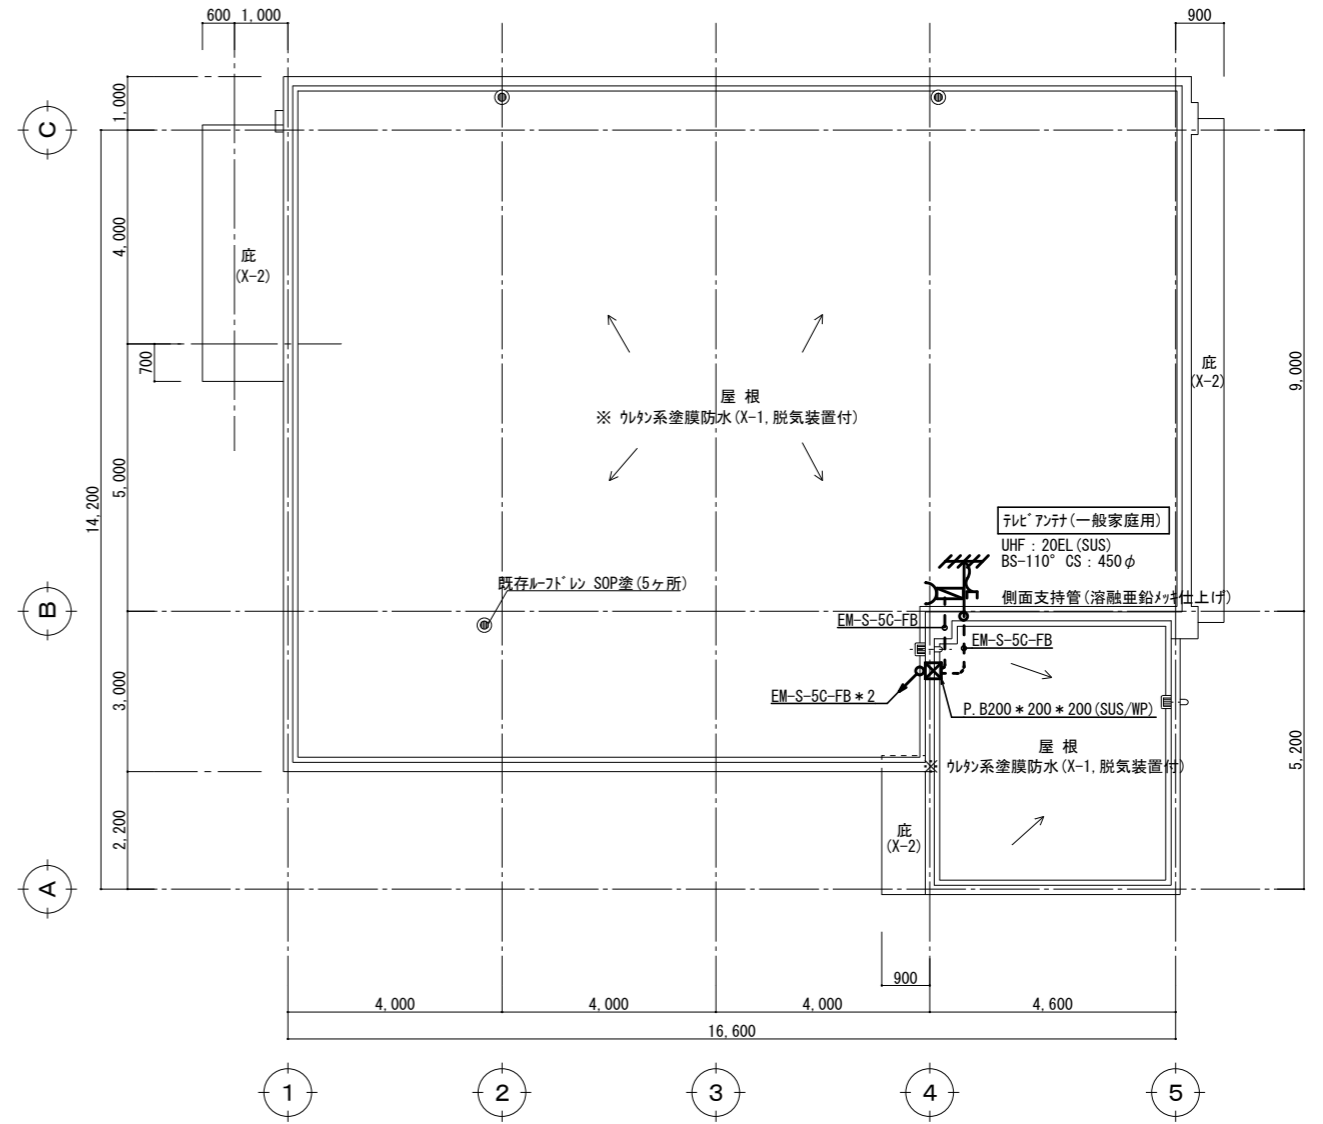 600
1,000
900
1,000
C
4,000
庇
(X-2)
庇
(X-2)
9,000
700
屋 根
※ ウレタン系塗膜防水(X-1,脱気装置付)
5,000
14,200
テレビアンテナ(一般家庭用)
UHF : 20EL(SUS)
BS-110° CS : 450φ
既存ルーフドレン SOP塗(5ヶ所)
側面支持管(溶融亜鉛メッキ仕上げ)
B
EM-S-5C-FB
EM-S-5C-FB
3,000
EM-S-5C-FB*2
P.B200*200*200(SUS/WP)
屋 根
※ ウレタン系塗膜防水(X-1,脱気装置付)
5,200
2,200
庇
(X-2)
A
900
4,000
4,000
4,000
4,600
16,600
1
2
3
4
5